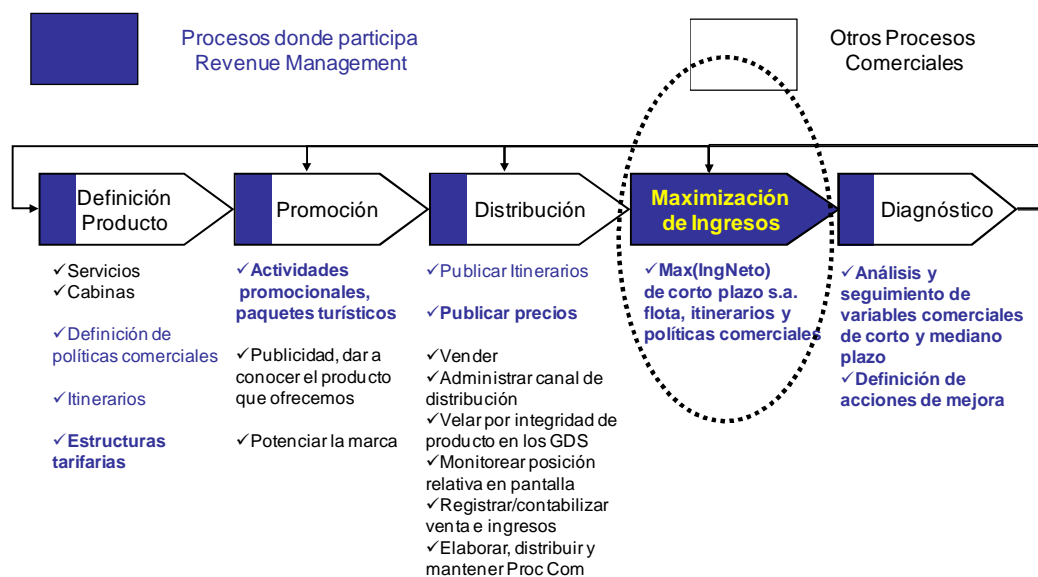 Procesos donde participa
Revenue Management
Otros Procesos
Comerciales
Definición
Producto
Promoción
Distribución
Maximización
de Ingresos
Diagnóstico
✓Servicios
✓Cabinas
✓Definición de
políticas comerciales
✓Itinerarios
✓Estructuras
tarifarias
✓Actividades
promocionales,
paquetes turísticos
✓Publicidad, dar a
conocer el producto
que ofrecemos
✓Potenciar la marca
✓Publicar Itinerarios
✓Publicar precios
✓Vender
✓Administrar canal de
distribución
✓Velar por integridad de
producto en los GDS
✓Monitorear posición
relativa en pantalla
✓Registrar/contabilizar
venta e ingresos
✓Elaborar, distribuir y
mantener Proc Com
✓Max(IngNeto)
de corto plazo s.a.
flota, itinerarios y
políticas comerciales
✓Análisis y
seguimiento de
variables comerciales
de corto y mediano
plazo
✓Definición de
acciones de mejora